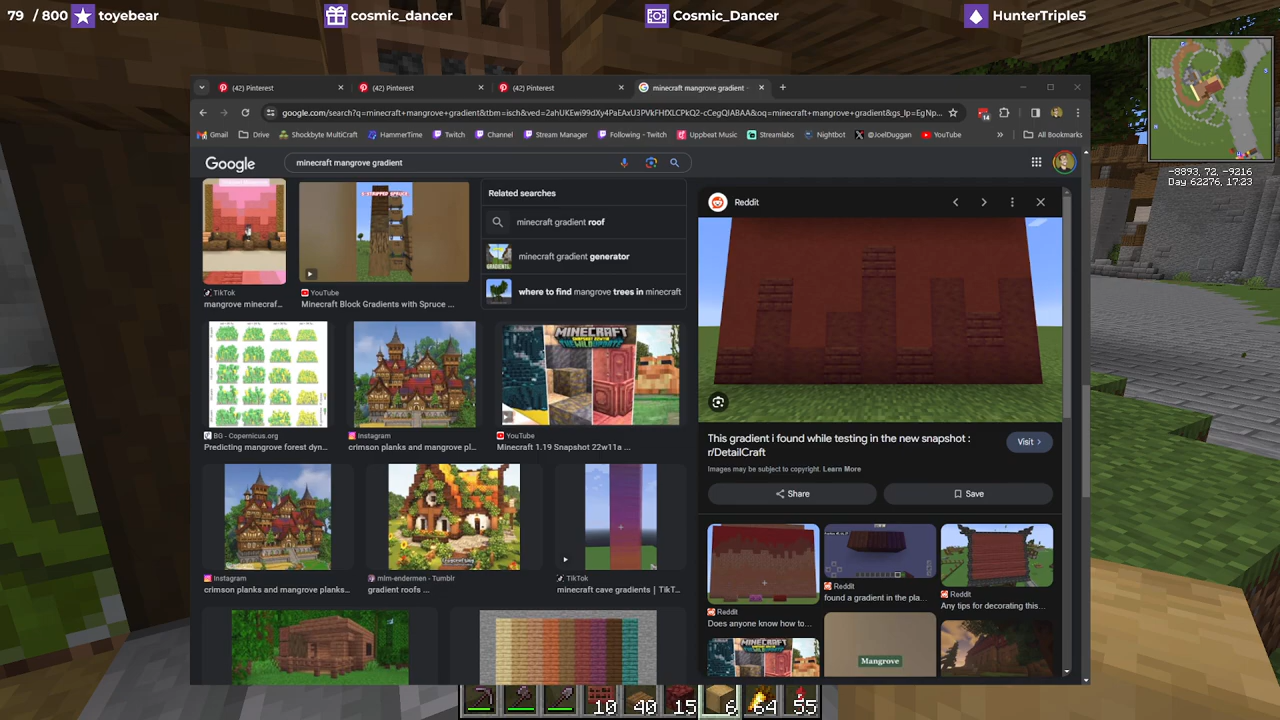 79 / 800 toyebear
cosmic_dancer
Cosmic_Dancer
HunterTriple5
(42) Pinterest
(42) Pinterest
(42) Pinterest
minecraft mangrove gradient
google.com/search?q=minecraft+mangrove+gradient&tbm=isch&ved=2ahUKEwi99dXy4PaEAxU3PVkFHfXLCPkQ2-cCegQIABAA&oq=minecraft+mangrove+gradient&gs_lp=EgNp...
Gmail
Drive
Shockbyte MultiCraft
HammerTime
Twitch
Channel
Stream Manager
Following - Twitch
Uppbeat Music
Streamlabs
Nightbot
@JoelDuggan
YouTube
»
All Bookmarks
14
-8893, 72, -9216
Day 62276, 17:23
Google
minecraft mangrove gradient
Related searches
minecraft gradient roof
minecraft gradient generator
where to find mangrove trees in minecraft
TikTok
mangrove minecraf...
YouTube
Minecraft Block Gradients with Spruce ...
BG - Copernicus.org
Predicting mangrove forest dyn...
Instagram
crimson planks and mangrove pl...
MINECRAFT
YouTube
Minecraft 1.19 Snapshot 22w11a ...
Instagram
crimson planks and mangrove planks...
mlm-endermen - Tumblr
gradient roofs ...
TikTok
minecraft cave gradients | TikT...
Reddit
This gradient i found while testing in the new snapshot :
r/DetailCraft
Visit
Images may be subject to copyright. Learn More
Share
Save
Reddit
Does anyone know how to...
Reddit
found a gradient in the pla...
Reddit
Any tips for decorating this...
Mangrove
10
40
15
6
64
55